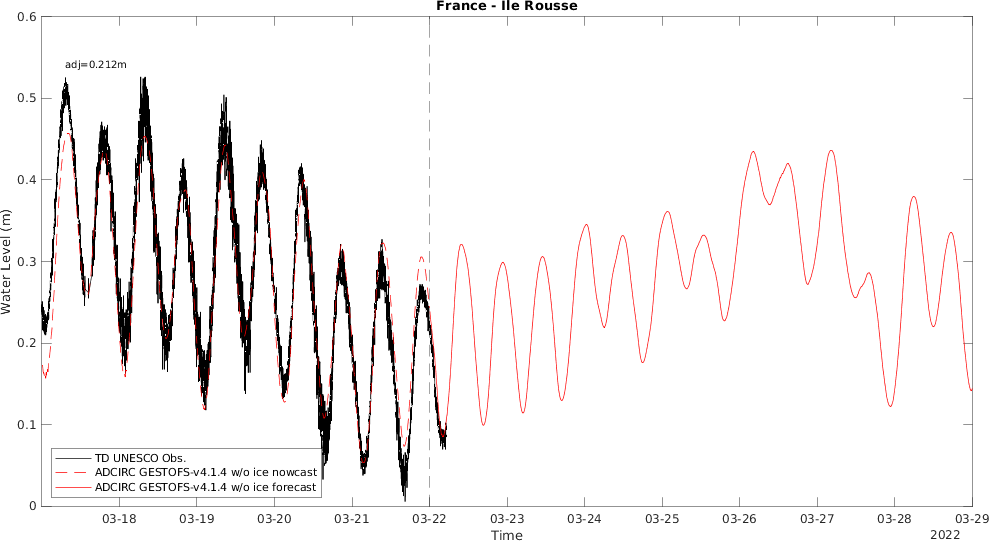 France - Ile Rousse
adj=0.212m
0.6
0.5
0.4
0.3
0.2
0.1
0
Water Level (m)
TD UNESCO Obs.
ADCIRC GESTOFS-v4.1.4 w/o ice nowcast
ADCIRC GESTOFS-v4.1.4 w/o ice forecast
03-18 03-19 03-20 03-21 03-22 03-23 03-24 03-25 03-26 03-27 03-28 03-29
Time
2022